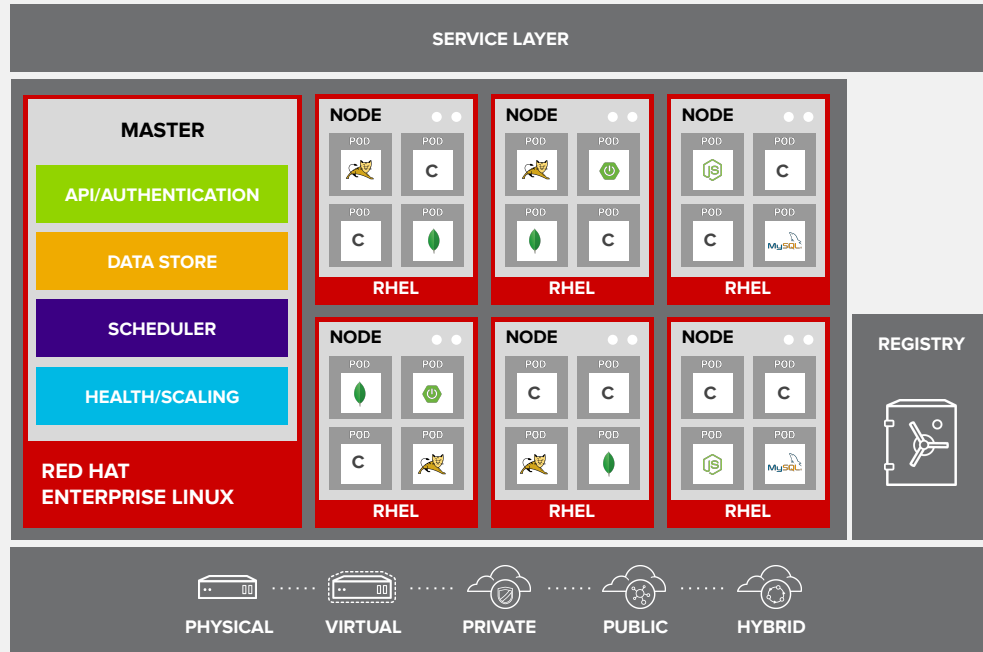 SERVICE LAYER
MASTER
API/AUTHENTICATION
DATA STORE
SCHEDULER
HEALTH/SCALING
RED HAT
ENTERPRISE LINUX
NODE
POD POD
C
POD POD
C
RHEL
NODE
POD POD
POD POD
C
RHEL
NODE
POD POD
JS C
POD POD
C MySQL
RHEL
NODE
POD POD
POD POD
C
RHEL
NODE
POD POD
C C
POD POD
RHEL
NODE
POD POD
C C
POD POD
JS MySQL
RHEL
REGISTRY
PHYSICAL VIRTUAL PRIVATE PUBLIC HYBRID